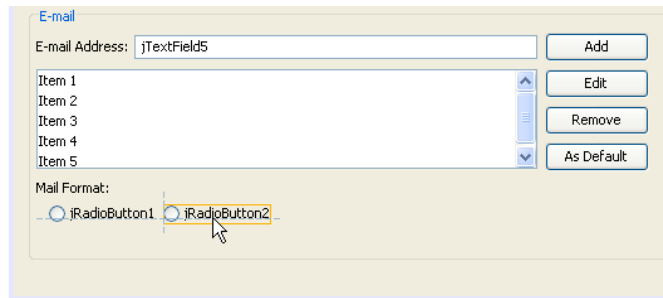 E-mail
E-mail Address: jTextField5 Add
Item 1 Edit
Item 2
Item 3 Remove
Item 4
Item 5 As Default
Mail Format:
jRadioButton1 jRadioButton2